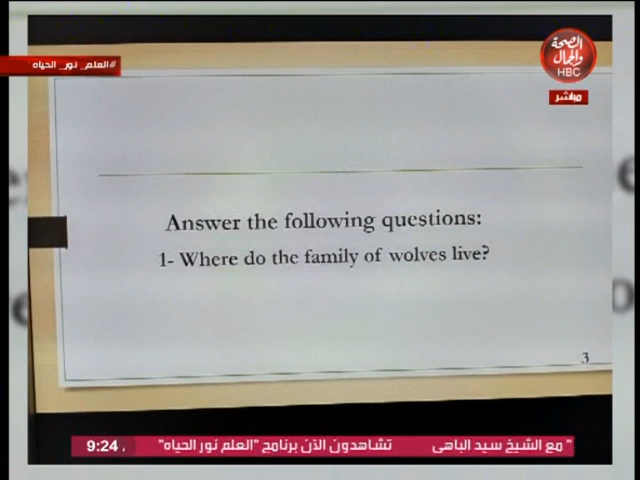 الصحة
والجمال
HBC
#العلم_نور_الحياه
مباشر
Answer the following questions:
1- Where do the family of wolves live?
3
" مع الشيخ سيد الباهى
تشاهدون الآن برنامج "العلم نور الحياه"
9:24